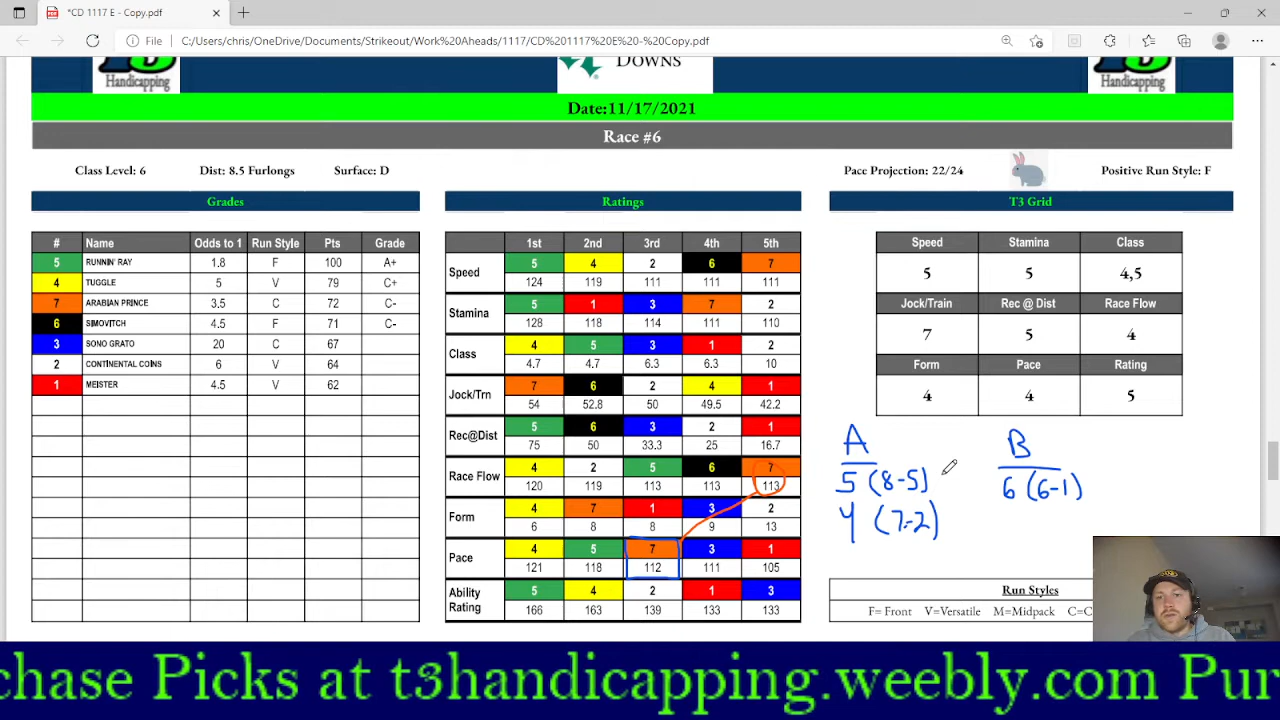 *CD 1117 E - Copy.pdf
File C:/Users/chris/OneDrive/Documents/Strikeout/Work%20Aheads/1117/CD%201117%20E%20-%20Copy.pdf
Handicapping
DOWNS
Handicapping
Date:11/17/2021
Race #6
Class Level: 6 Dist: 8.5 Furlongs Surface: D Pace Projection: 22/24 Positive Run Style: F
Grades
# Name Odds to 1 Run Style Pts Grade
5 RUNNIN' RAY 1.8 F 100 A+
4 TUGGLE 5 V 79 C+
7 ARABIAN PRINCE 3.5 C 72 C-
6 SIMOVITCH 4.5 F 71 C-
3 SONO GRATO 20 C 67
2 CONTINENTAL COINS 6 V 64
1 MEISTER 4.5 V 62
Ratings
1st 2nd 3rd 4th 5th
Speed 5 4 2 6 7
124 119 111 111 111
Stamina 5 1 3 7 2
128 118 114 111 110
Class 4 5 3 1 2
4.7 4.7 6.3 6.3 10
Jock/Trn 7 6 2 4 1
54 52.8 50 49.5 42.2
Rec@Dist 5 6 3 2 1
75 50 33.3 25 16.7
Race Flow 4 2 5 6 7
120 119 113 113 113
Form 4 7 1 3 2
6 8 8 9 13
Pace 4 5 7 3 1
121 118 112 111 105
Ability Rating 5 4 2 1 3
166 163 139 133 133
T3 Grid
Speed Stamina Class
5 5 4,5
Jock/Train Rec @ Dist Race Flow
7 5 4
Form Pace Rating
4 4 5
A
5 (8-5)
4 (7-2)
B
6 (6-1)
Run Styles
F= Front V=Versatile M=Midpack C=C
chase Picks at t3handicapping.weebly.com Pur